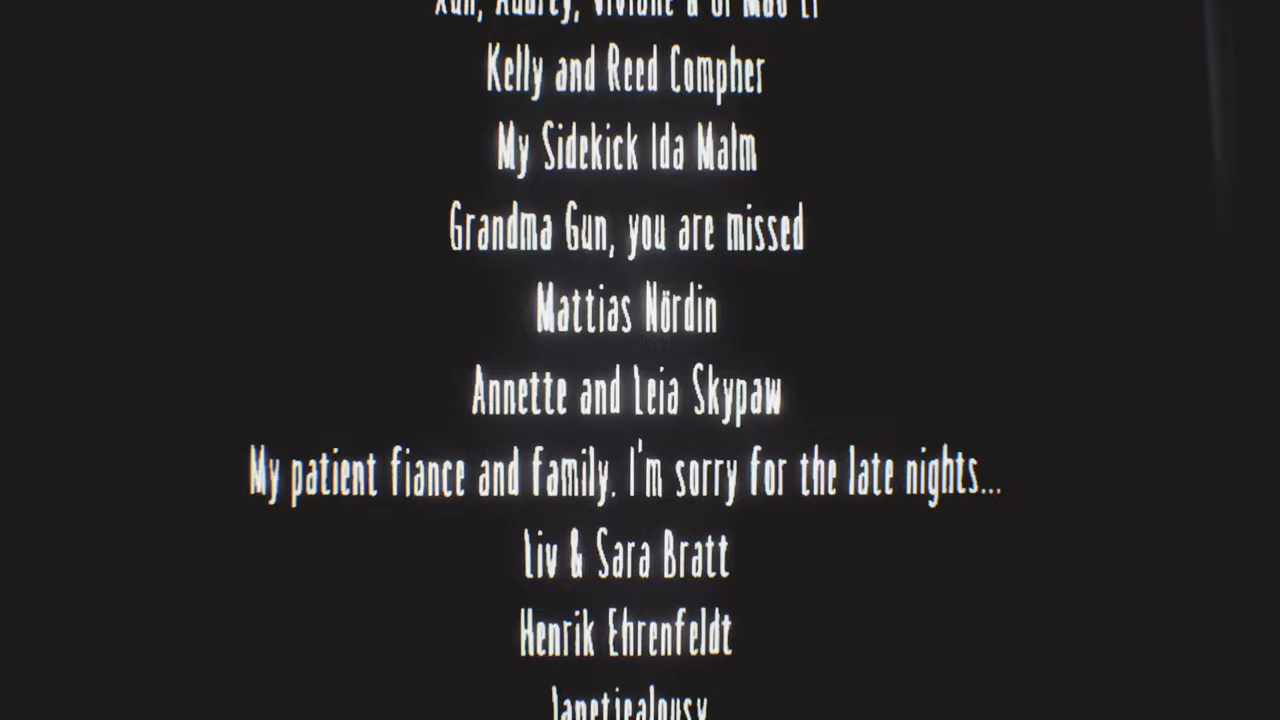 Kelly and Reed Compher
My Sidekick Ida Malm
Grandma Gun, you are missed
Mattias Nördin
Annette and Leia Skypaw
My patient fiance and family. I'm sorry for the late nights...
Liv & Sara Bratt
Henrik Ehrenfeldt